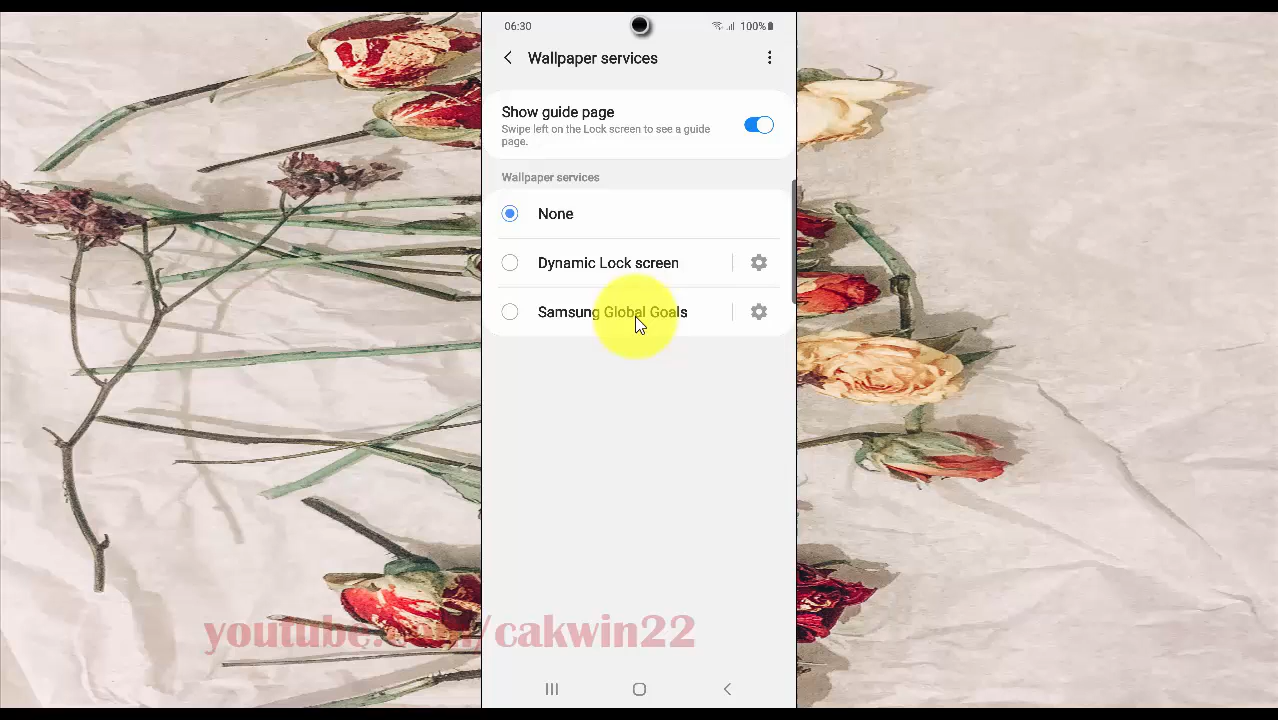 06:30
100%
Wallpaper services
Show guide page
Swipe left on the Lock screen to see a guide
page.
Wallpaper services
None
Dynamic Lock screen
Samsung Global Goals
youtube.com/cakwin22